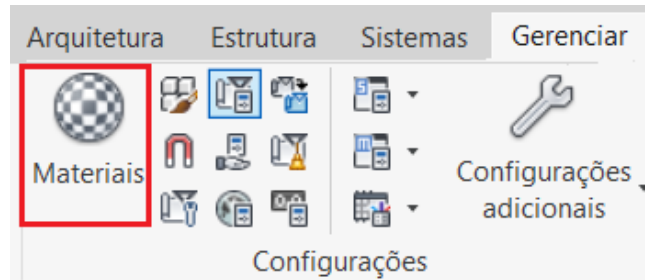 Arquitetura Estrutura Sistemas Gerenciar
Materiais
Configurações
adicionais
Configurações